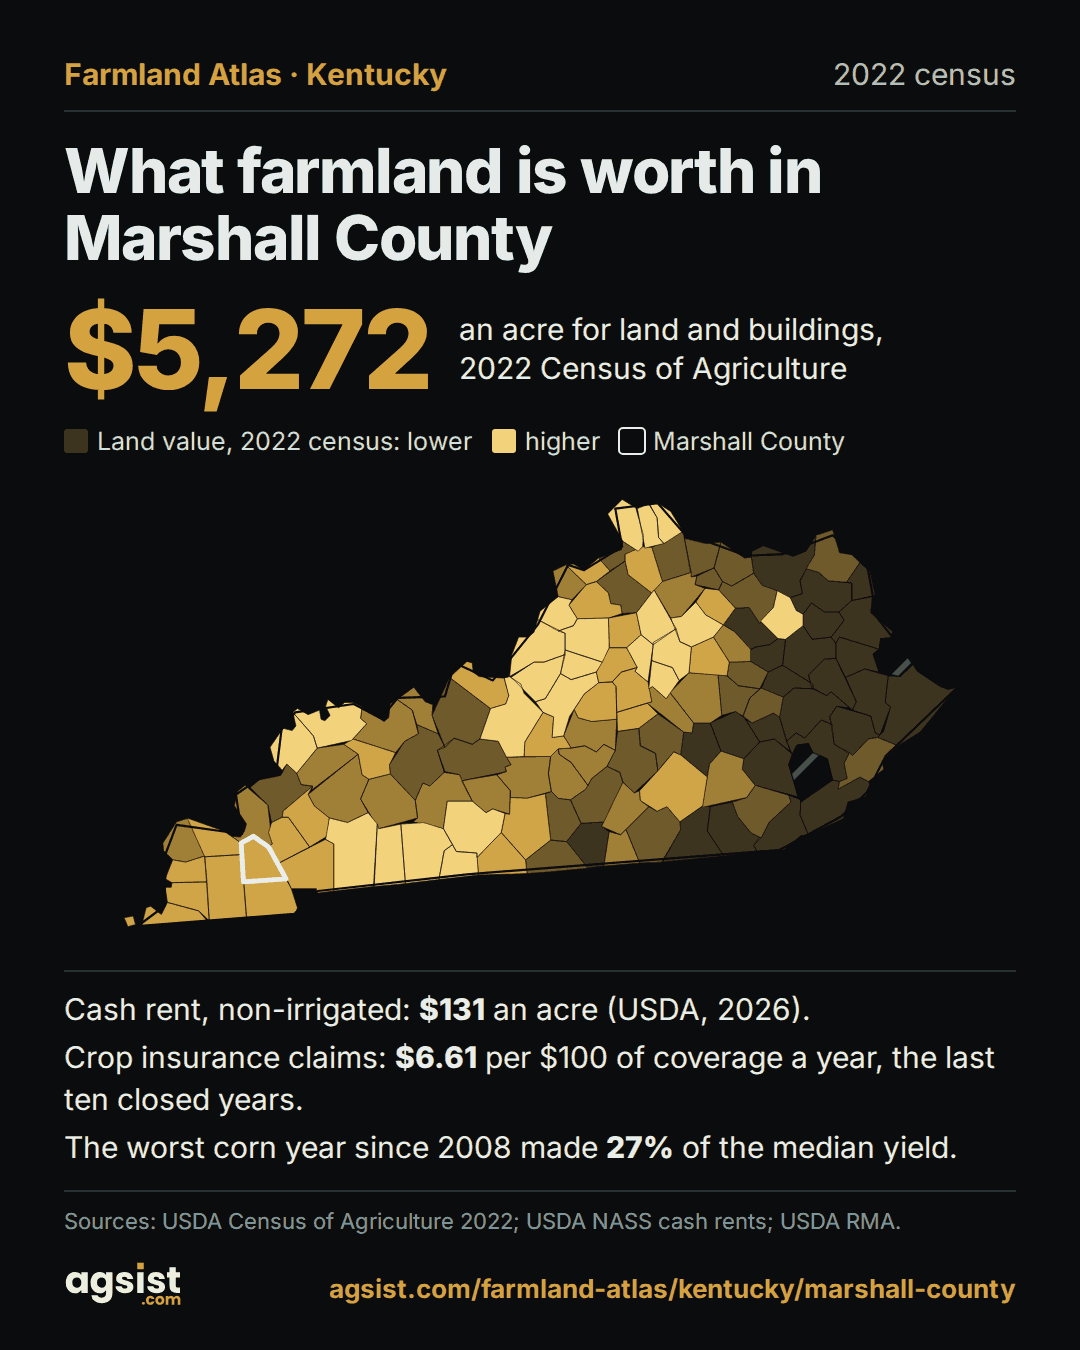 Farmland Atlas · Kentucky
2022 census
What farmland is worth in
Marshall County
$5,272
an acre for land and buildings,
2022 Census of Agriculture
Land value, 2022 census: lower
higher
Marshall County
Cash rent, non-irrigated: $131 an acre (USDA, 2026).
Crop insurance claims: $6.61 per $100 of coverage a year, the last
ten closed years.
The worst corn year since 2008 made 27% of the median yield.
Sources: USDA Census of Agriculture 2022; USDA NASS cash rents; USDA RMA.
agsist
.com
agsist.com/farmland-atlas/kentucky/marshall-county